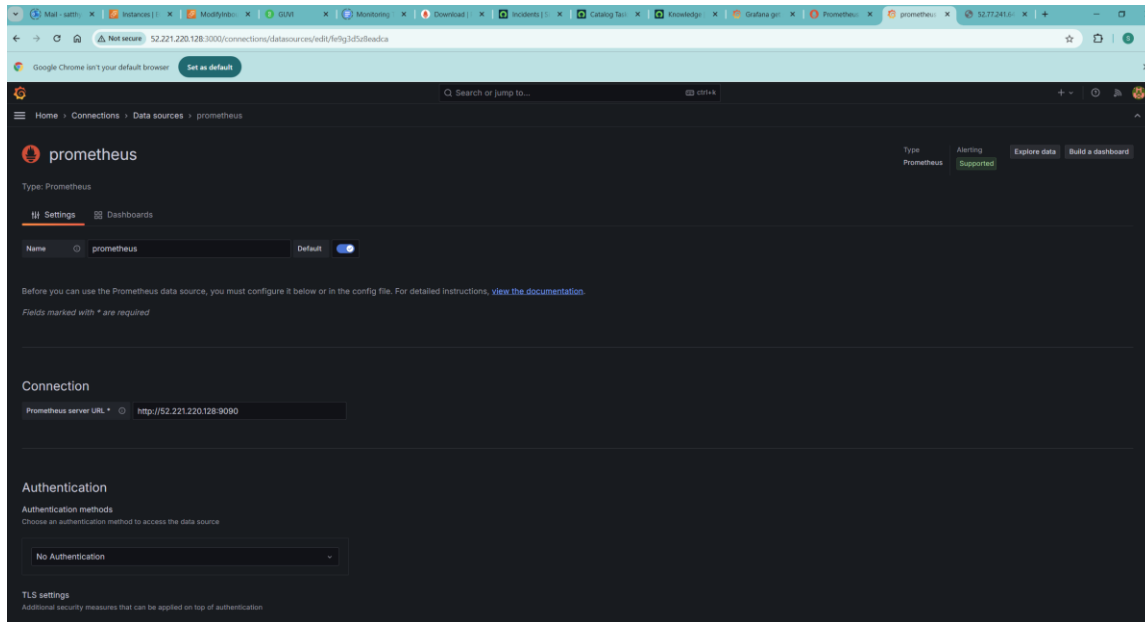 Mail - satthy
Instances |
ModifyInbo
GUVI
Monitoring
Download |
Incidents | S
Catalog Tas
Knowledge
Grafana get
Prometheus
prometheus
52.77.241.6
Not secure 52.221.220.128:3000/connections/datasources/edit/fe9g3d5z8eadca
Google Chrome isn't your default browser Set as default
Search or jump to... ctrl+k
Home › Connections › Data sources › prometheus
prometheus
Type Alerting Explore data Build a dashboard
Prometheus Supported
Type: Prometheus
Settings Dashboards
Name prometheus Default
Before you can use the Prometheus data source, you must configure it below or in the config file. For detailed instructions, view the documentation.
Fields marked with * are required
Connection
Prometheus server URL * http://52.221.220.128:9090
Authentication
Authentication methods
Choose an authentication method to access the data source
No Authentication
TLS settings
Additional security measures that can be applied on top of authentication